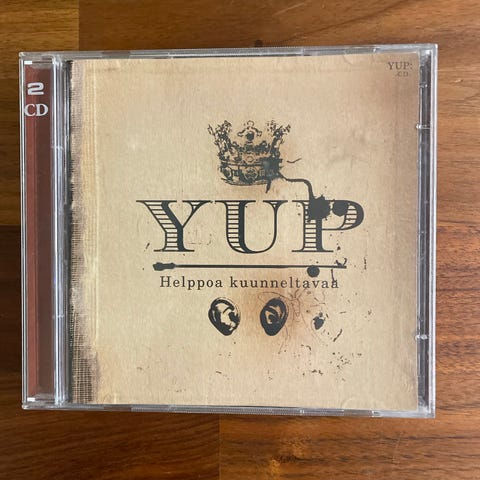 2
CD
YUP:
.CD.
YUP
Helppoa kuunneltavaa